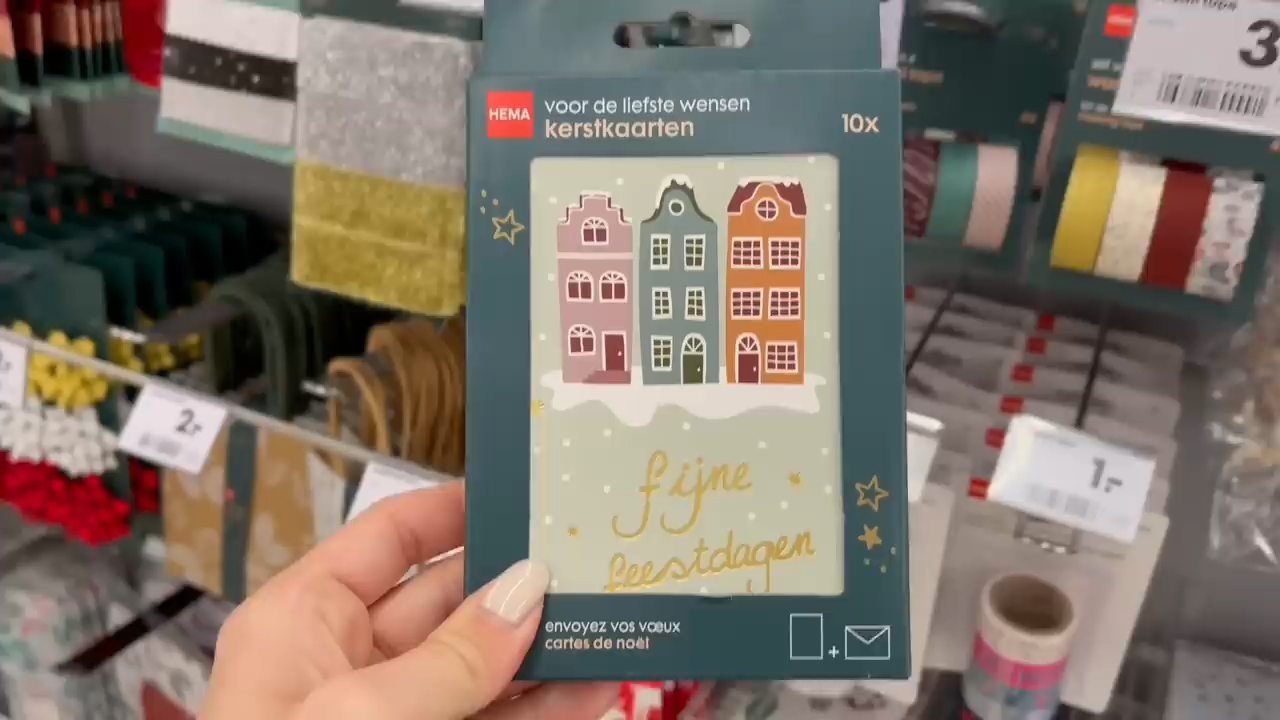 HEMA
voor de liefste wensen
kerstkaarten
10x
fijne
feestdagen
envoyez vos vœux
cartes de noël
3
2.-
1.-